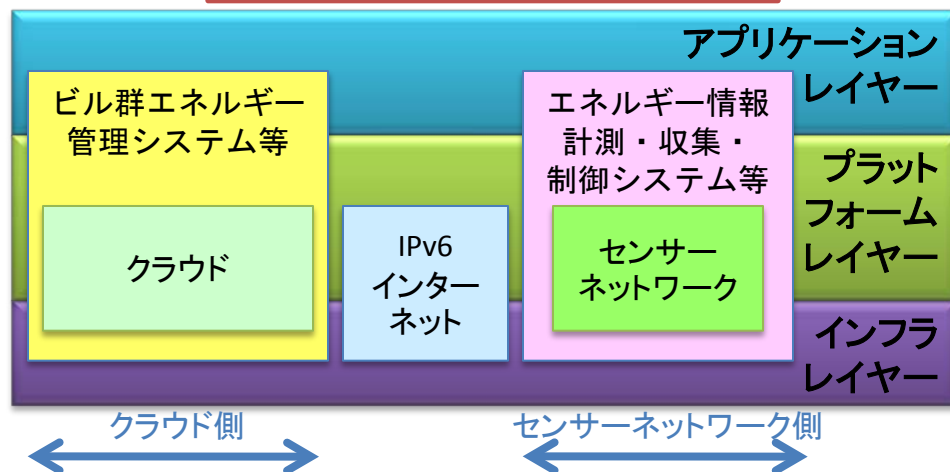 アプリケーション
レイヤー
ビル群エネルギー
管理システム等
エネルギー情報
計測・収集・
制御システム等
プラット
フォーム
レイヤー
クラウド
IPv6
インター
ネット
センサー
ネットワーク
インフラ
レイヤー
クラウド側
センサーネットワーク側